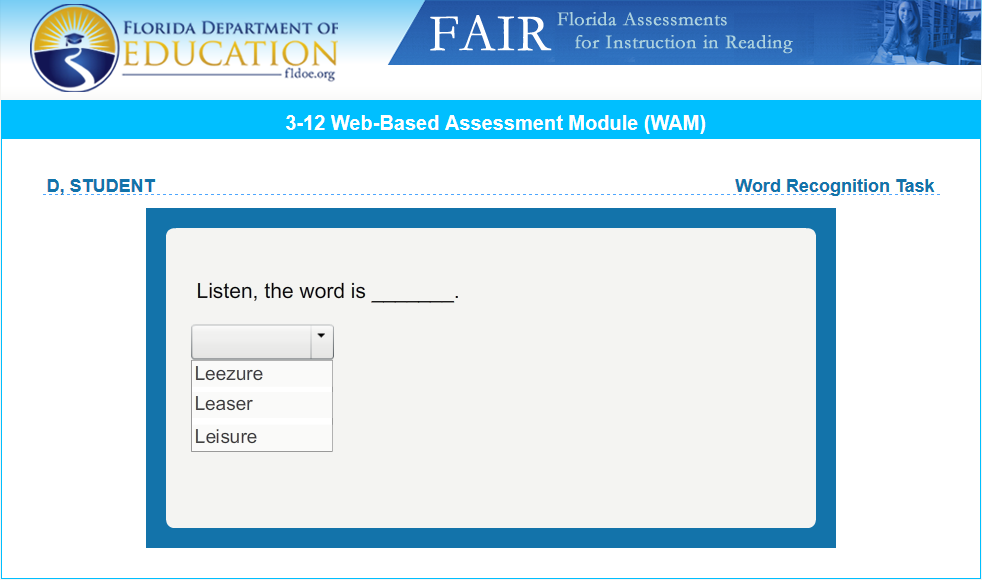 FLORIDA DEPARTMENT OF
EDUCATION
fldoe.org
FAIR
Florida Assessments
for Instruction in Reading
3-12 Web-Based Assessment Module (WAM)
D, STUDENT
Word Recognition Task
Listen, the word is _______.
Leezure
Leaser
Leisure